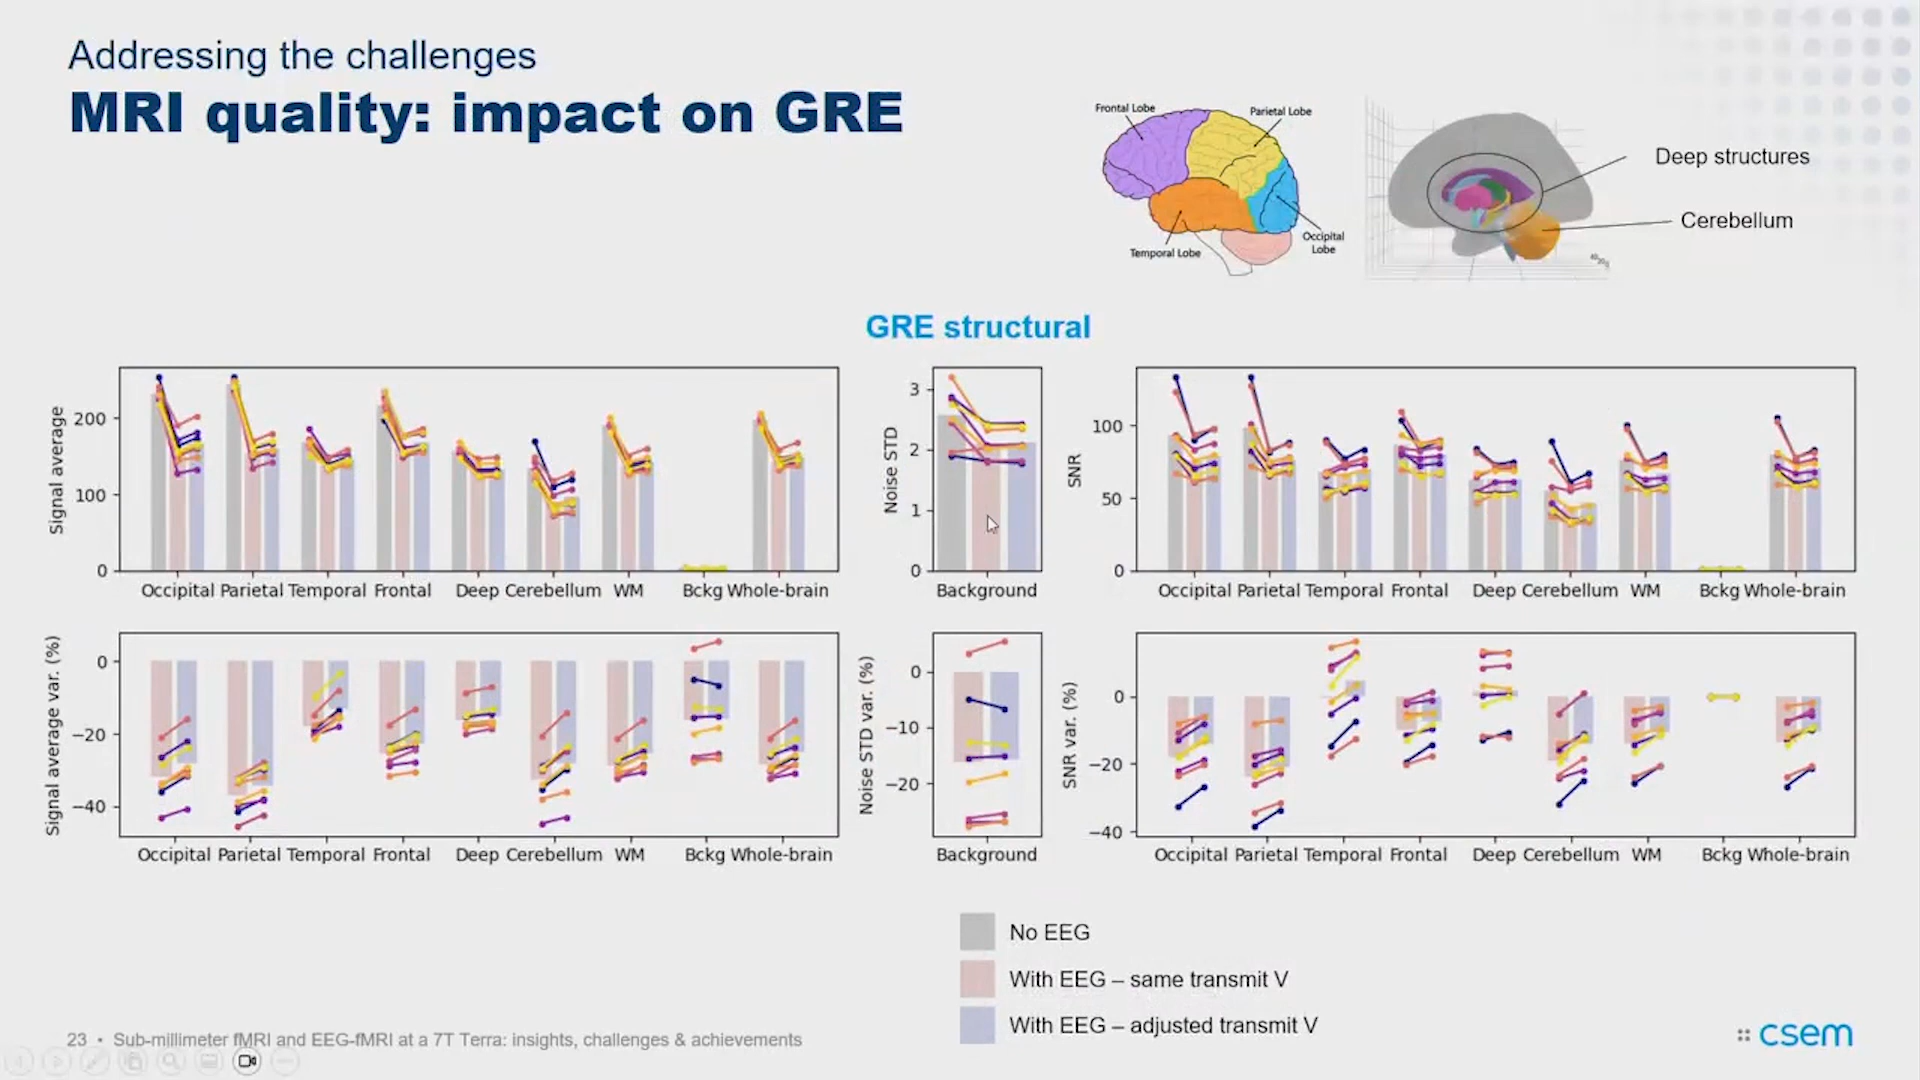 Addressing the challenges
MRI quality: impact on GRE
Frontal Lobe
Parietal Lobe
Temporal Lobe
Occipital
Lobe
Deep structures
Cerebellum
GRE structural
Signal average
200
100
0
Occipital Parietal Temporal Frontal Deep Cerebellum WM Bckg Whole-brain
Noise STD
3
2
1
0
Background
SNR
100
50
0
Occipital Parietal Temporal Frontal Deep Cerebellum WM Bckg Whole-brain
Signal average var. (%)
0
−20
−40
Occipital Parietal Temporal Frontal Deep Cerebellum WM Bckg Whole-brain
Noise STD var. (%)
0
−10
−20
Background
SNR var. (%)
0
−20
−40
Occipital Parietal Temporal Frontal Deep Cerebellum WM Bckg Whole-brain
No EEG
With EEG – same transmit V
With EEG – adjusted transmit V
23 • Sub-millimeter fMRI and EEG-fMRI at a 7T Terra: insights, challenges & achievements
csem